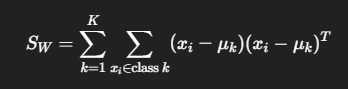 S_W = \sum_{k=1}^{K} \sum_{x_i \in \text{class } k} (x_i - \mu_k)(x_i - \mu_k)^T